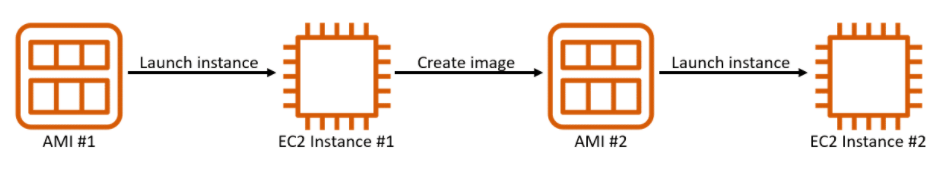 Launch instance
Create image
Launch instance
AMI #1
EC2 Instance #1
AMI #2
EC2 Instance #2